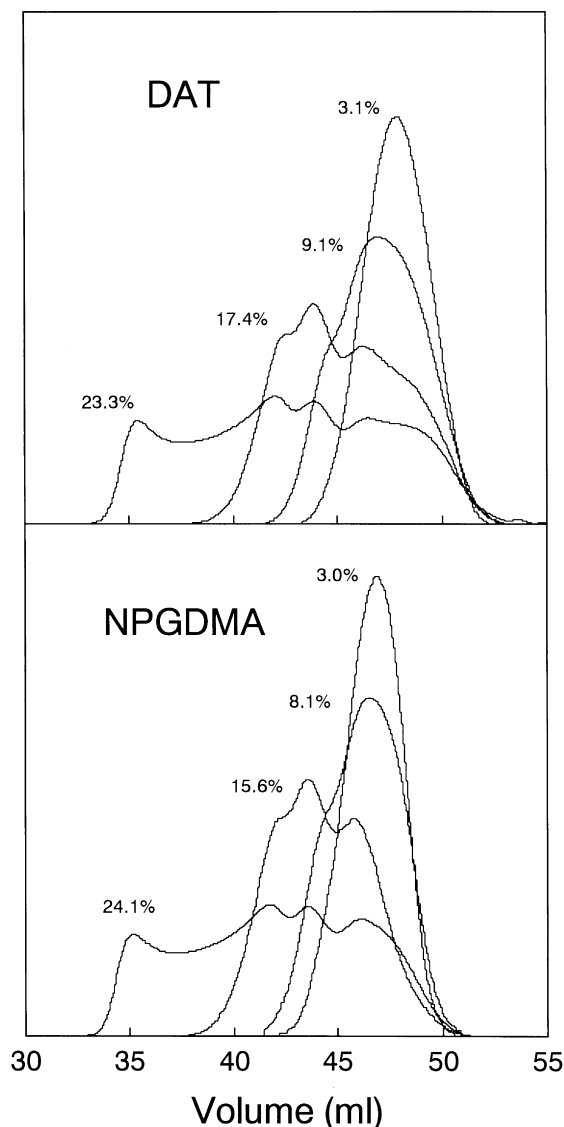 DAT
3.1%
9.1%
17.4%
23.3%
3.0%
NPGDMA
8.1%
15.6%
24.1%
30 35 40 45 50 55
Volume (ml)